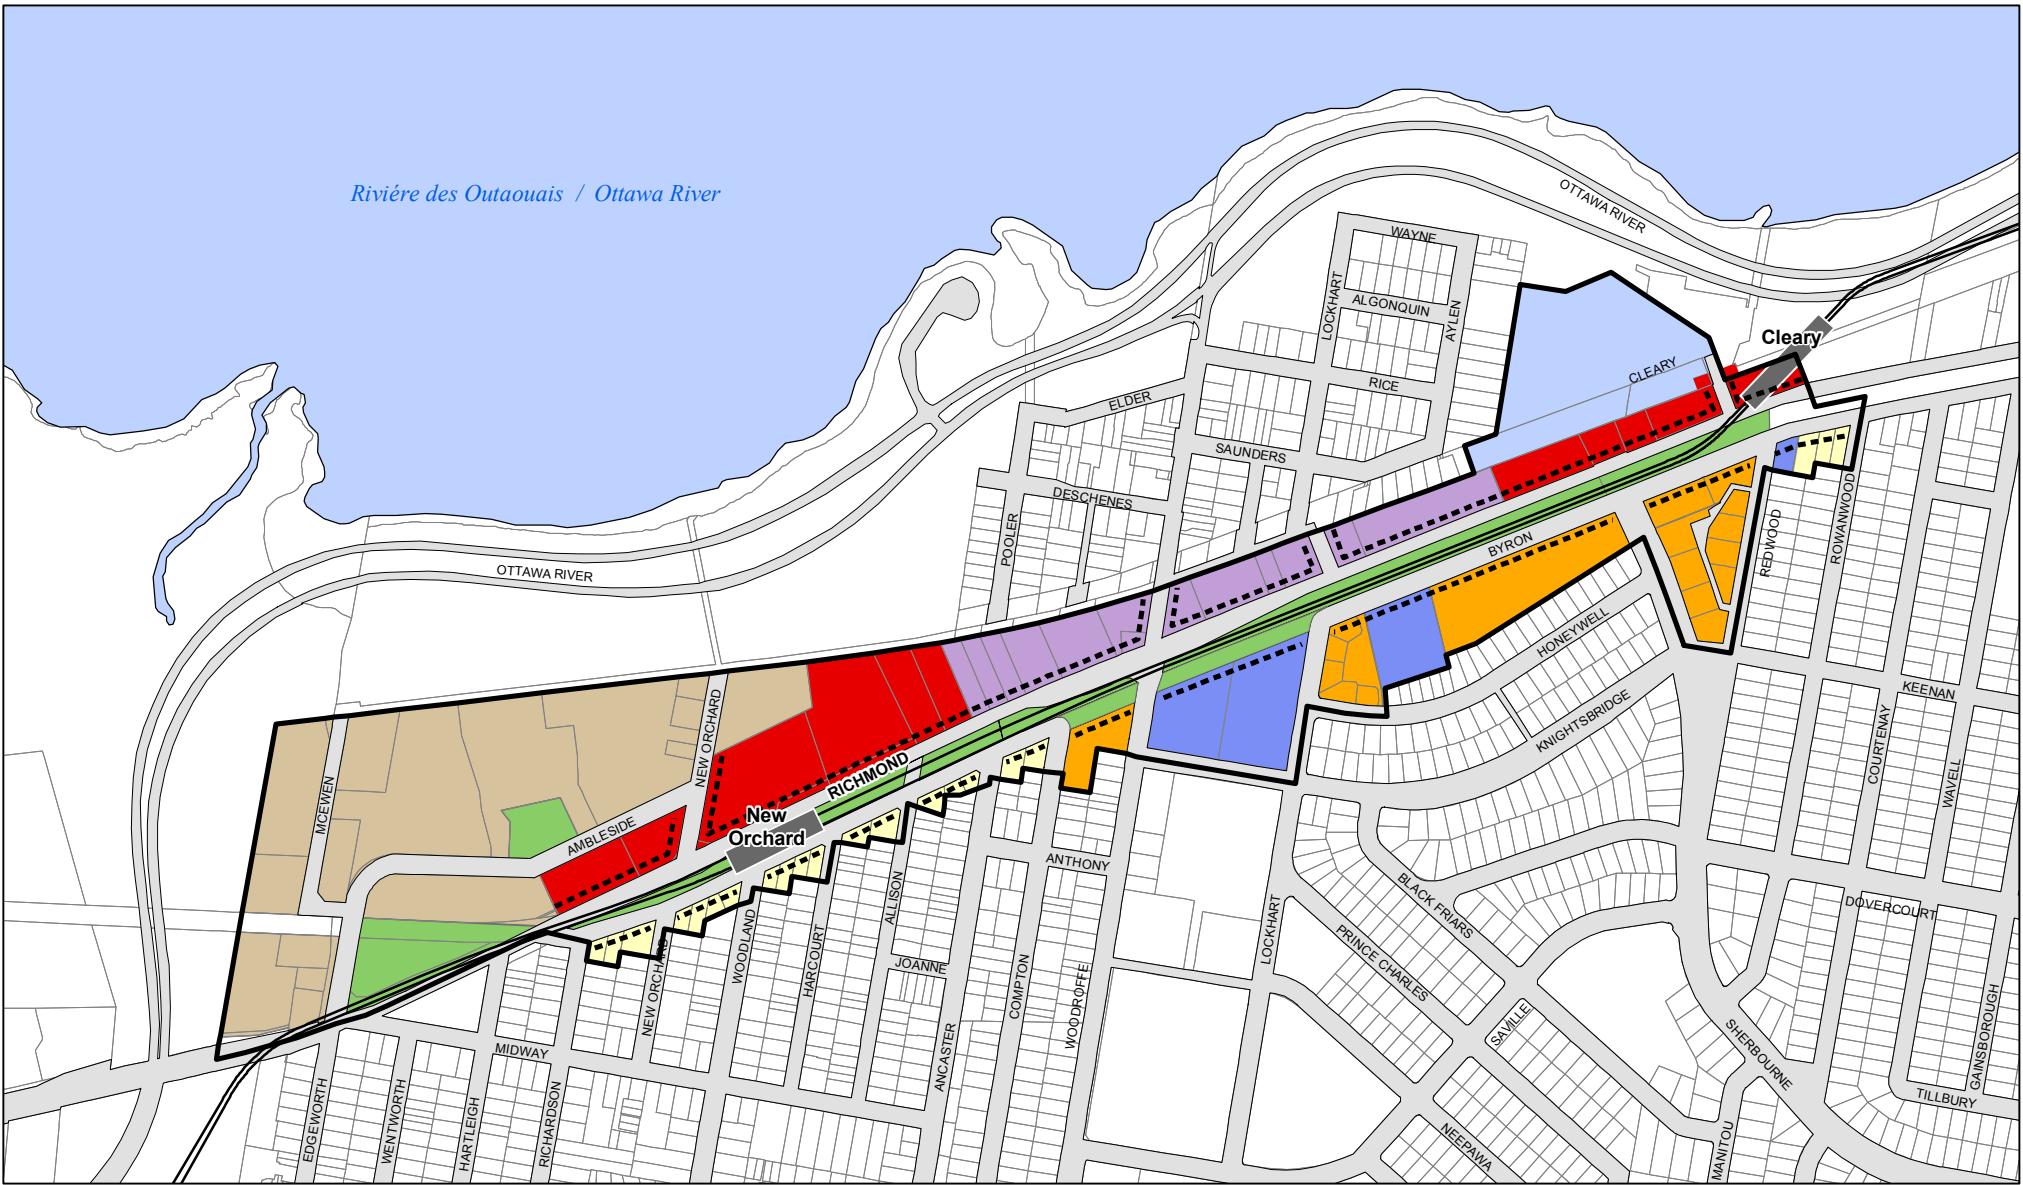 Riviére des Outaouais / Ottawa River
OTTAWA RIVER
WAYNE
LOCKHART
ALGONQUIN
AYLEN
Cleary
CLEARY
RICE
ELDER
SAUNDERS
DESCHENES
POOLER
OTTAWA RIVER
BYRON
REDWOOD
ROWANWOOD
HONEYWELL
KEENAN
KNIGHTSBRIDGE
COURTENAY
WAVELL
NEW ORCHARD
RICHMOND
MCEWEN
New
Orchard
AMBLESIDE
ANTHONY
ALLISON
BLACK FRIARS
DOVERCOURT
LOCKHART
PRINCE CHARLES
WOODLAND
HARCOURT
NEW ORCHARD
JOANNE
COMPTON
WOODROFFE
SAVILLE
SHERBOURNE
GAINSBOROUGH
MIDWAY
ANCASTER
EDGEWORTH
WENTWORTH
HARTLEIGH
RICHARDSON
TILLBURY
NEEPAWA
MANITOU